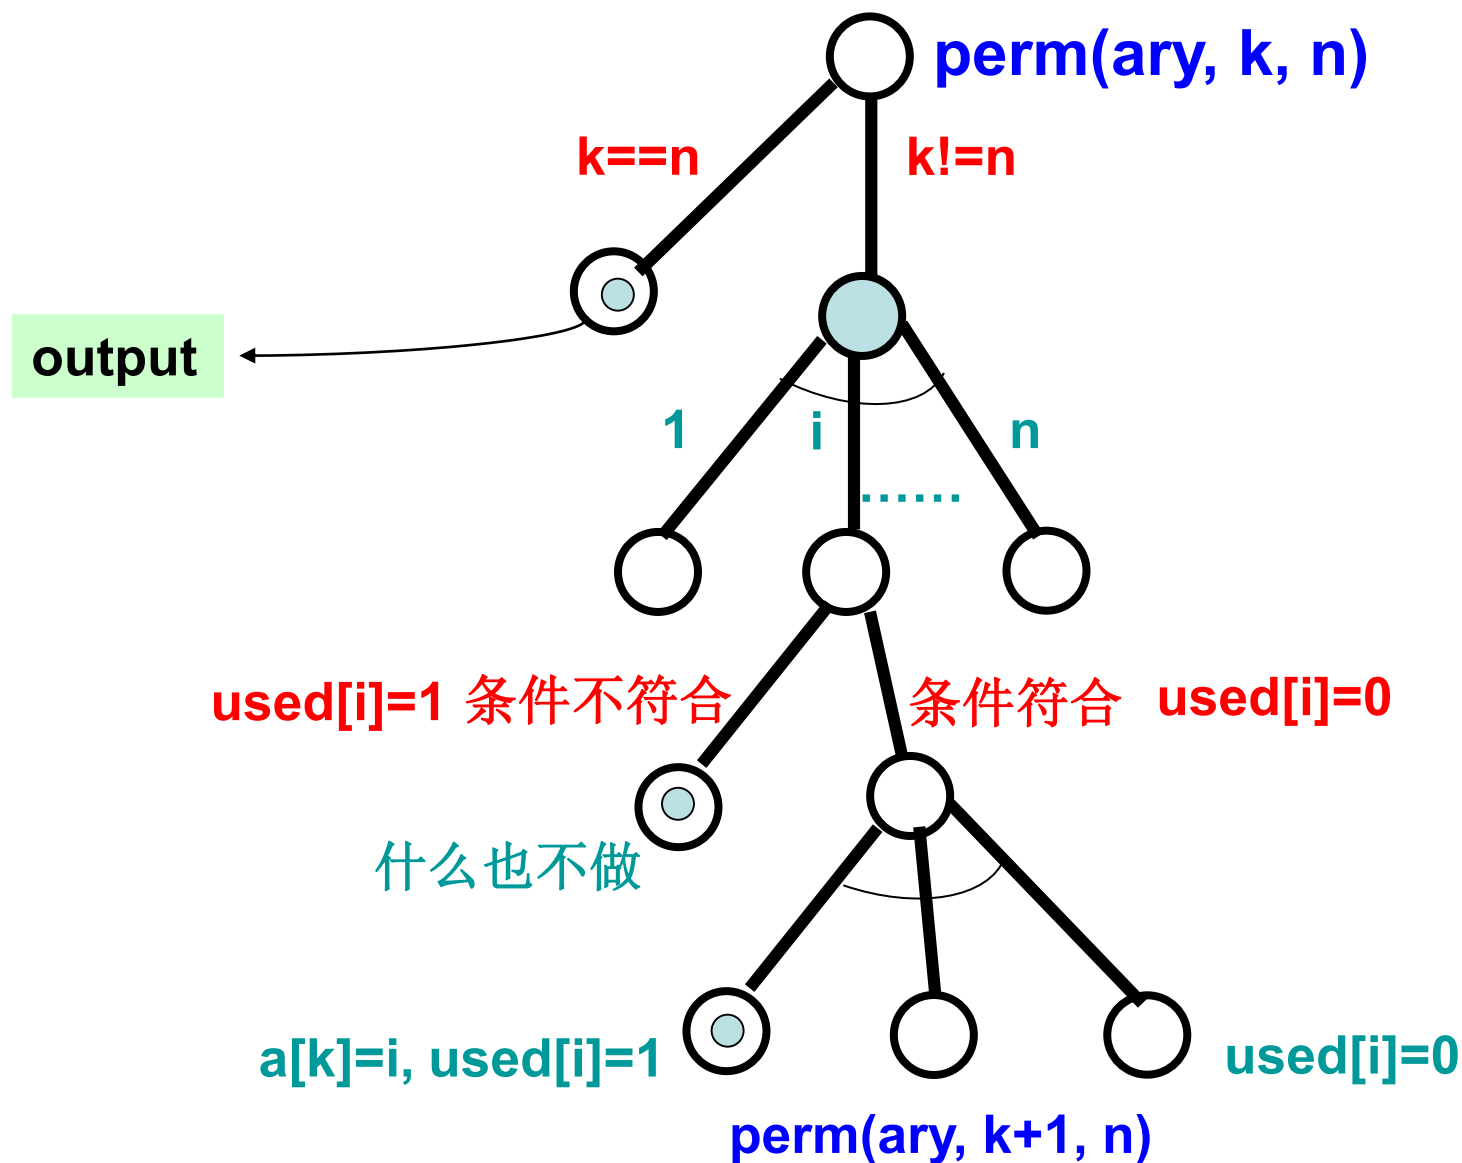 perm(ary, k, n)
k==n
k!=n
output
1
i
n
......
used[i]=1 条件不符合
条件符合 used[i]=0
什么也不做
a[k]=i, used[i]=1
used[i]=0
perm(ary, k+1, n)